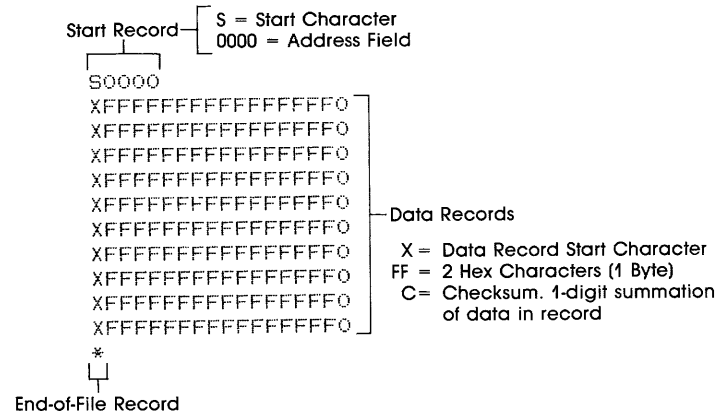 Start Record
S = Start Character
0000 = Address Field
S0000
XFFFFFFFFFFFFFFFF0
XFFFFFFFFFFFFFFFF0
XFFFFFFFFFFFFFFFF0
XFFFFFFFFFFFFFFFF0
XFFFFFFFFFFFFFFFF0
XFFFFFFFFFFFFFFFF0
XFFFFFFFFFFFFFFFF0
XFFFFFFFFFFFFFFFF0
XFFFFFFFFFFFFFFFF0
XFFFFFFFFFFFFFFFF0
*
Data Records
X = Data Record Start Character
FF = 2 Hex Characters (1 Byte)
C= Checksum. 1-digit summation
of data in record
End-of-File Record